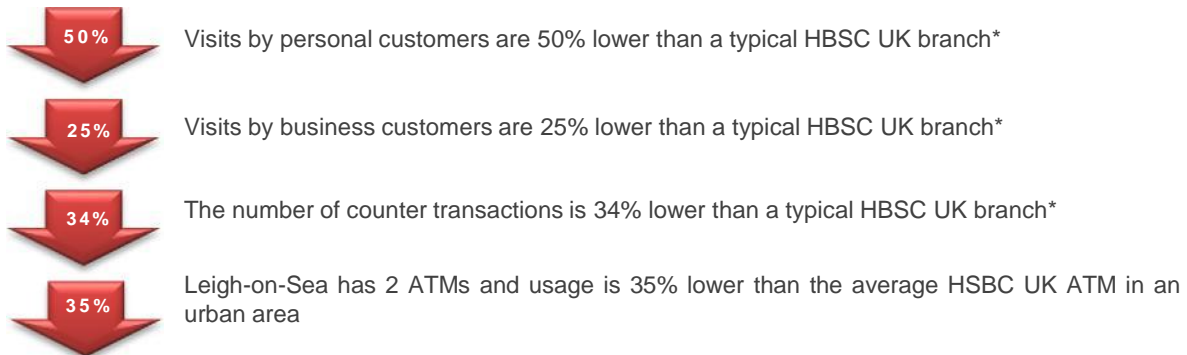 50%
Visits by personal customers are 50% lower than a typical HBSC UK branch*
25%
Visits by business customers are 25% lower than a typical HBSC UK branch*
34%
The number of counter transactions is 34% lower than a typical HBSC UK branch*
35%
Leigh-on-Sea has 2 ATMs and usage is 35% lower than the average HSBC UK ATM in an
urban area